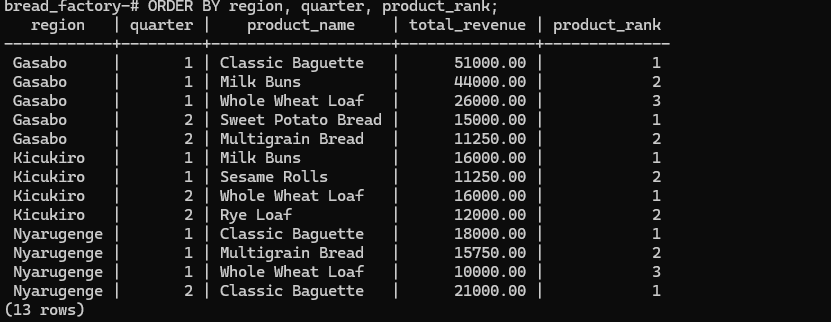 bread_factory-# ORDER BY region, quarter, product_rank;
   region   | quarter |    product_name    | total_revenue | product_rank
------------+---------+--------------------+---------------+--------------
 Gasabo     |       1 | Classic Baguette   |      51000.00 |            1
 Gasabo     |       1 | Milk Buns          |      44000.00 |            2
 Gasabo     |       1 | Whole Wheat Loaf   |      26000.00 |            3
 Gasabo     |       2 | Sweet Potato Bread |      15000.00 |            1
 Gasabo     |       2 | Multigrain Bread   |      11250.00 |            2
 Kicukiro   |       1 | Milk Buns          |      16000.00 |            1
 Kicukiro   |       1 | Sesame Rolls       |      11250.00 |            2
 Kicukiro   |       2 | Whole Wheat Loaf   |      16000.00 |            1
 Kicukiro   |       2 | Rye Loaf           |      12000.00 |            2
 Nyarugenge |       1 | Classic Baguette   |      18000.00 |            1
 Nyarugenge |       1 | Multigrain Bread   |      15750.00 |            2
 Nyarugenge |       1 | Whole Wheat Loaf   |      10000.00 |            3
 Nyarugenge |       2 | Classic Baguette   |      21000.00 |            1
(13 rows)